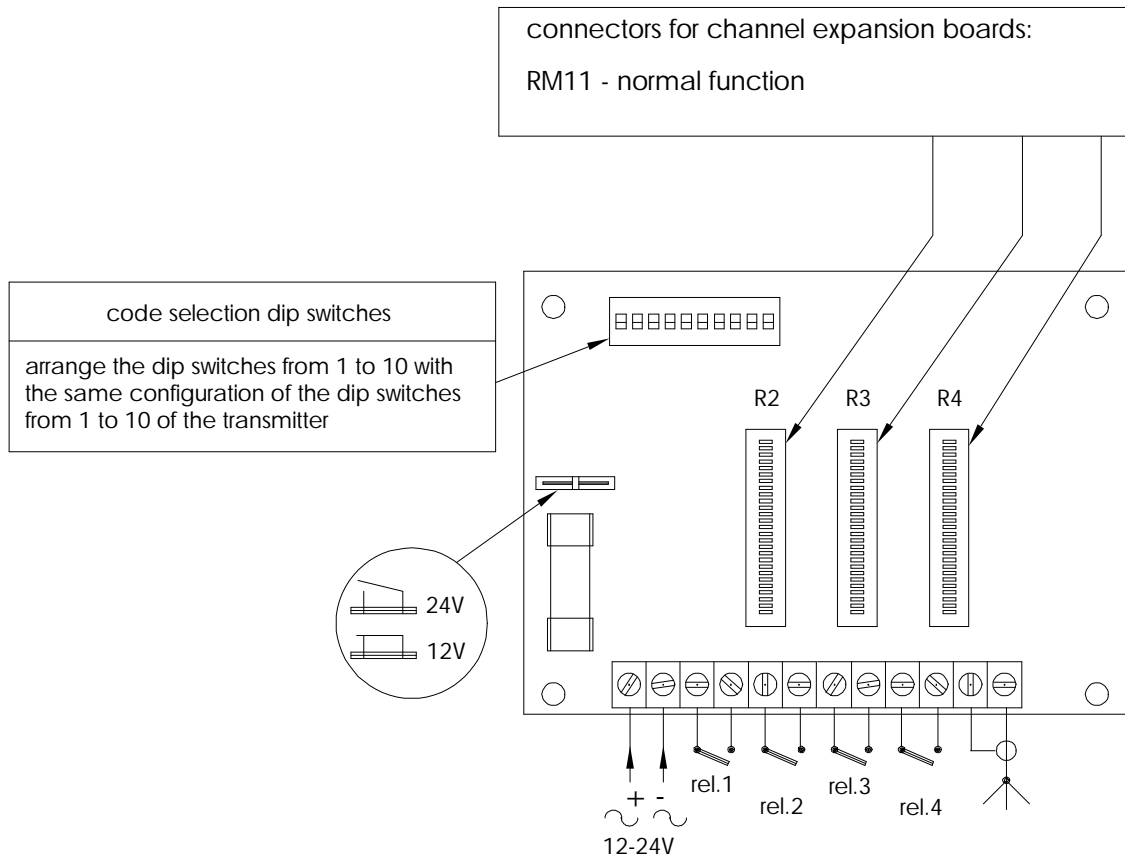 connectors for channel expansion boards:
RM11 - normal function
code selection dip switches
arrange the dip switches from 1 to 10 with
the same configuration of the dip switches
from 1 to 10 of the transmitter
R2 R3 R4
24V
12V
+ -
rel.1
rel.2
rel.3
rel.4
12-24V